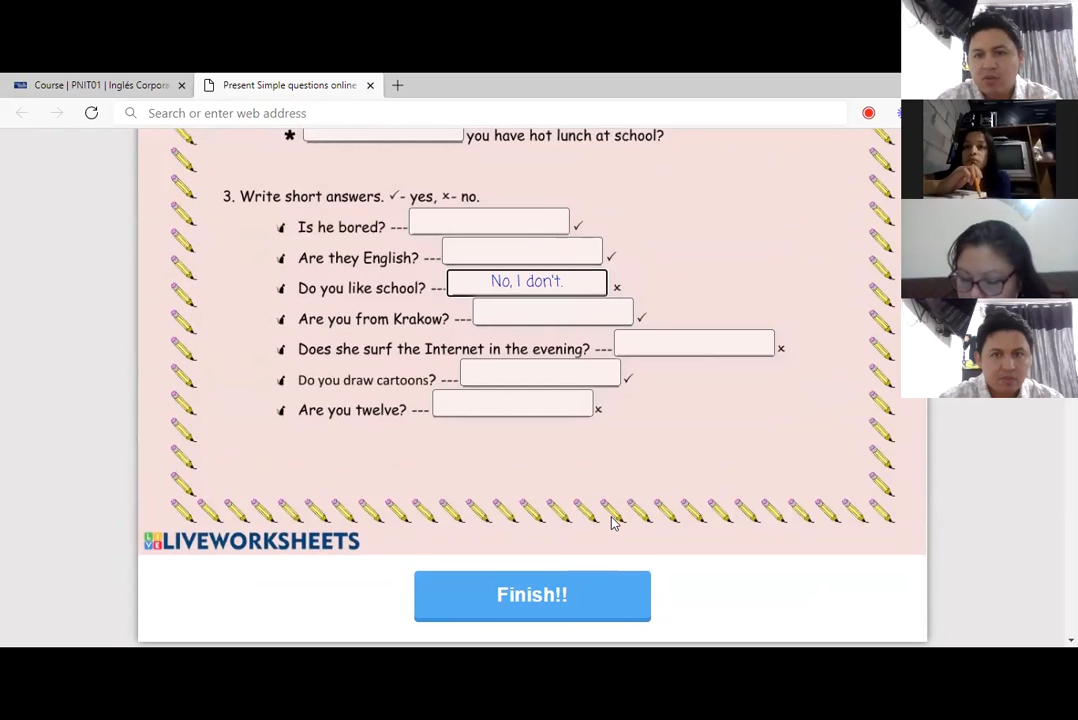 Course | PNIT01 | Inglés Corpora
Present Simple questions online
Search or enter web address
* you have hot lunch at school?
3. Write short answers. ✓- yes, ×- no.
Is he bored? --- ✓
Are they English? --- ✓
Do you like school? --- No, I don't. ×
Are you from Krakow? --- ✓
Does she surf the Internet in the evening? --- ×
Do you draw cartoons? --- ✓
Are you twelve? --- ×
LIVEWORKSHEETS
Finish!!